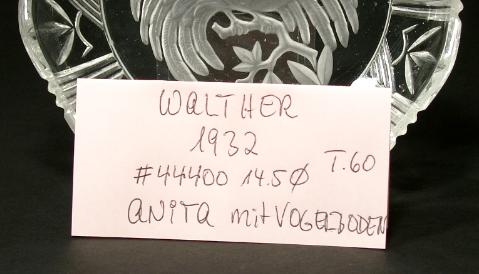 WALTHER
1932
#44400 14.5Ø T.60
ANITA mit VOGELBODEN